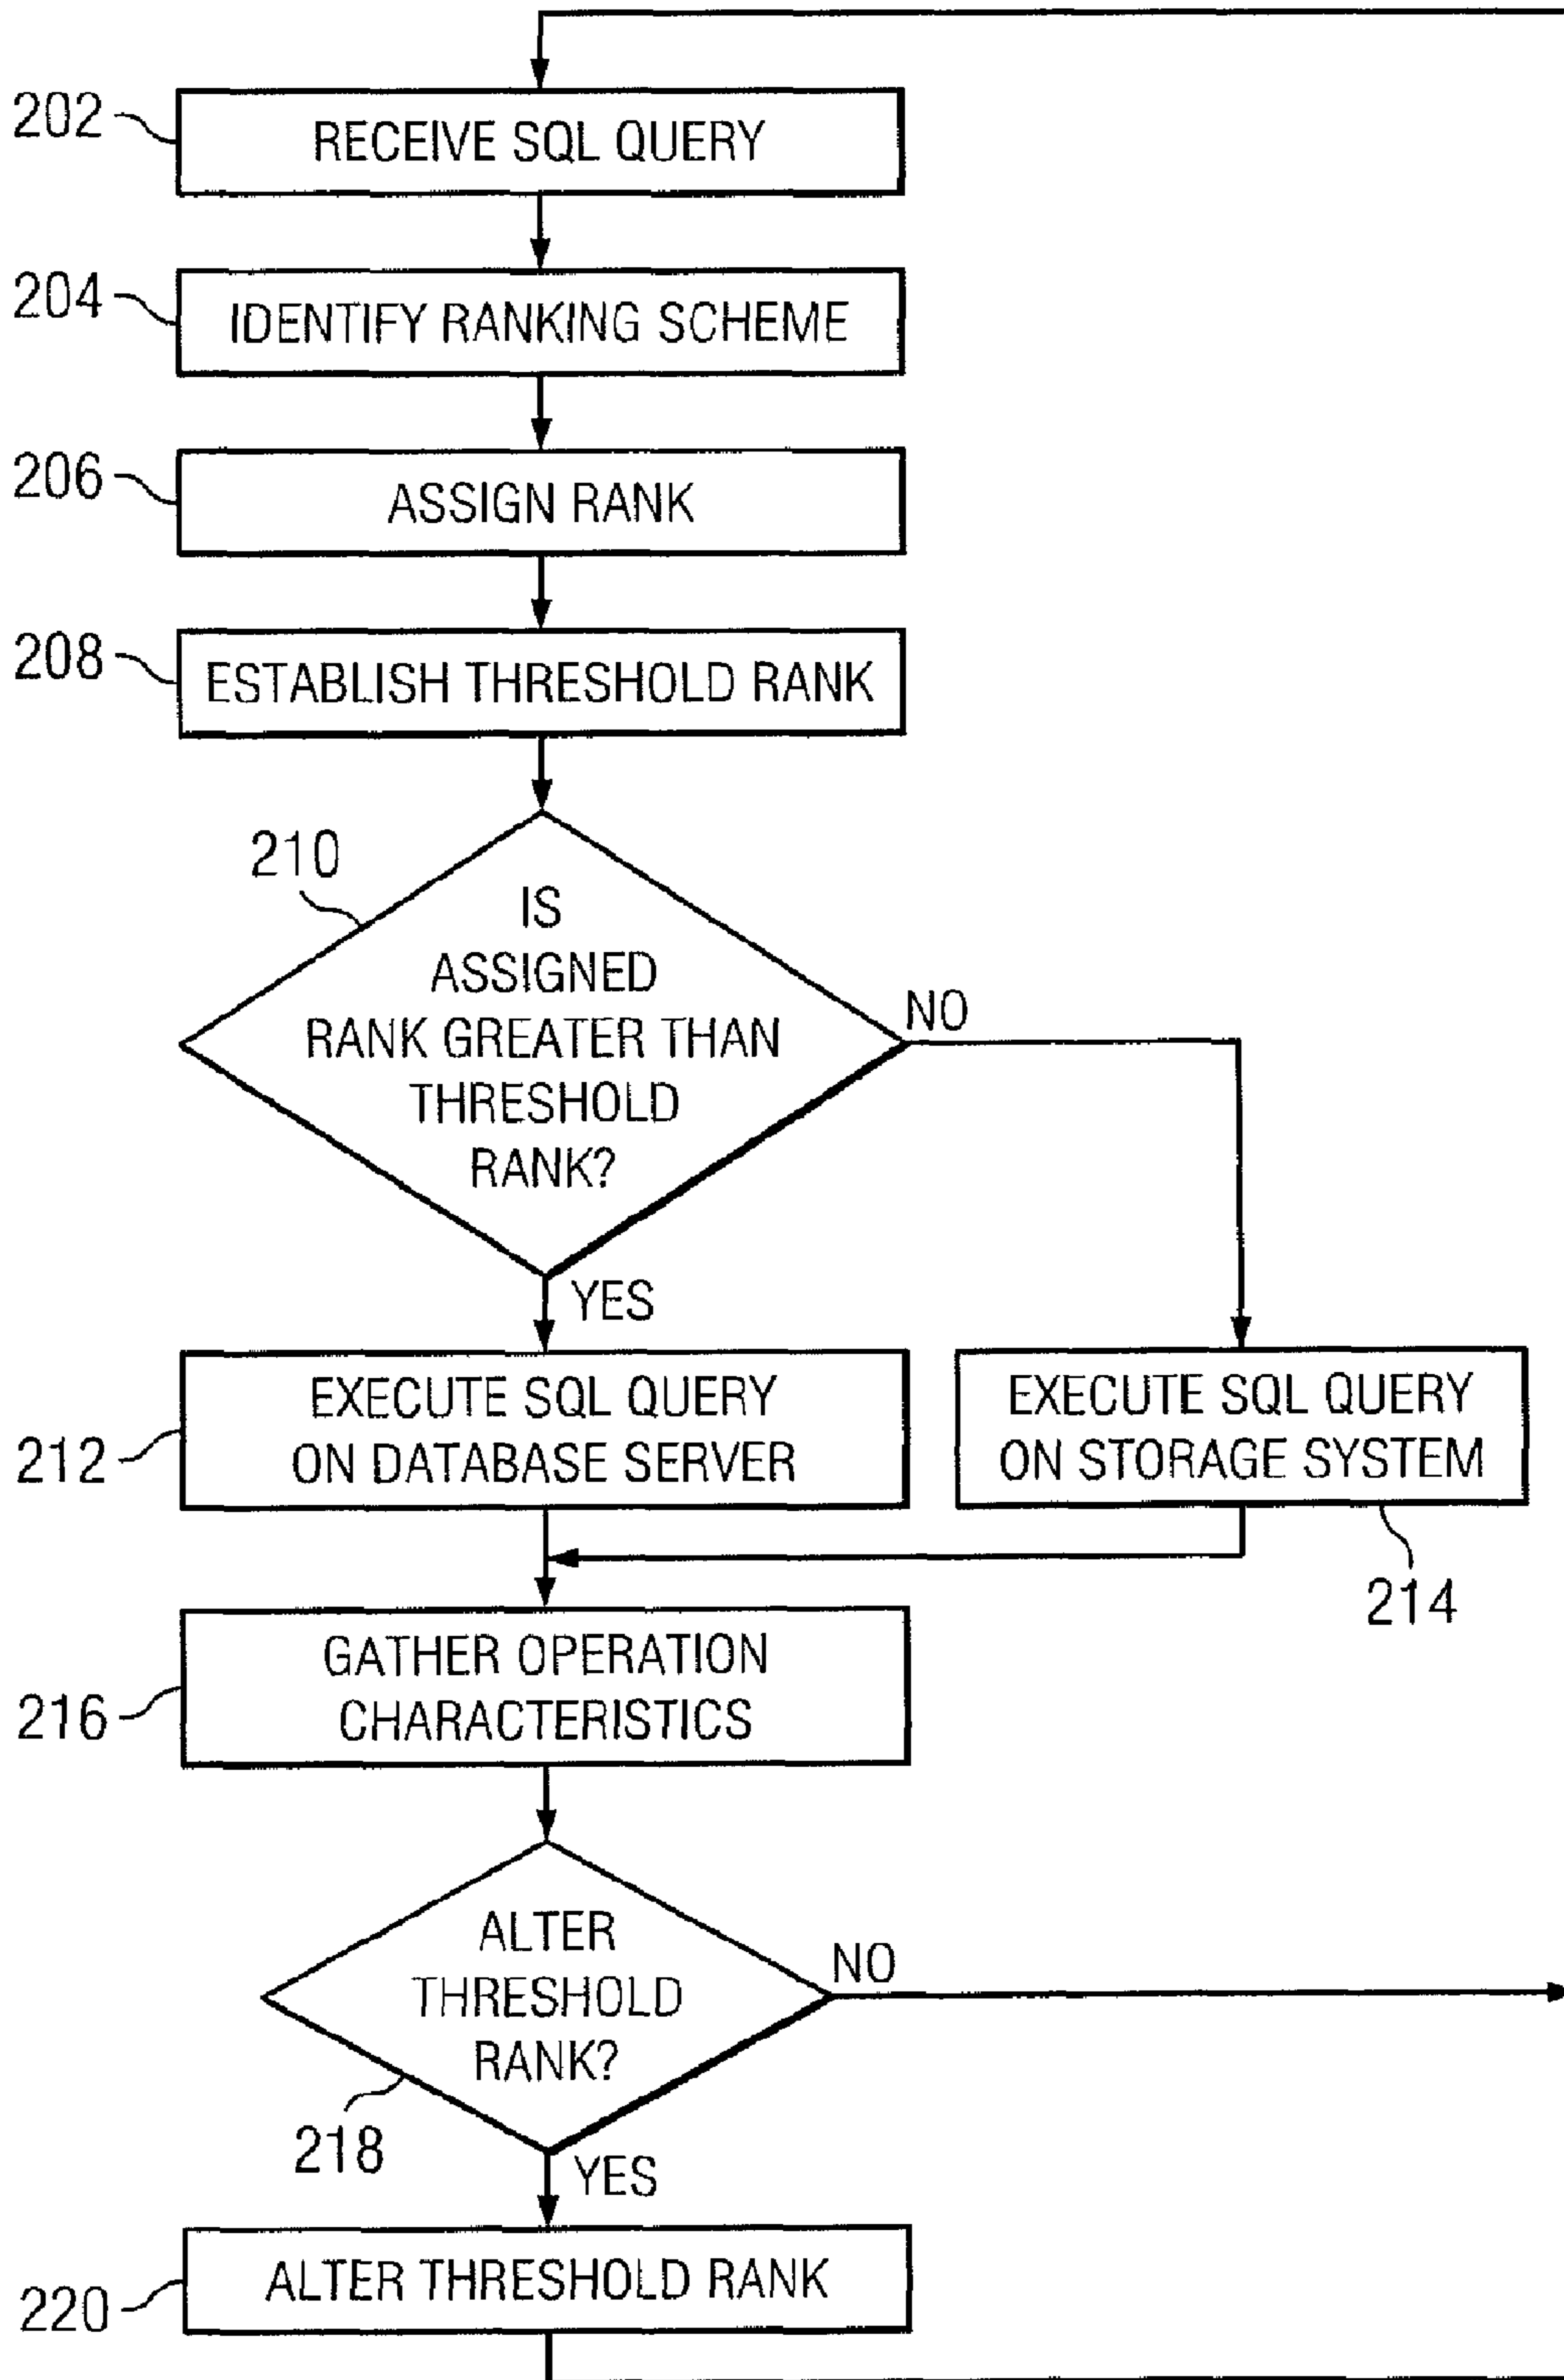 202
RECEIVE SQL QUERY
204
IDENTIFY RANKING SCHEME
206
ASSIGN RANK
208
ESTABLISH THRESHOLD RANK
210
IS
ASSIGNED
RANK GREATER THAN
THRESHOLD
RANK?
NO
YES
212
EXECUTE SQL QUERY
ON DATABASE SERVER
EXECUTE SQL QUERY
ON STORAGE SYSTEM
214
216
GATHER OPERATION
CHARACTERISTICS
ALTER
THRESHOLD
RANK?
NO
218
YES
220
ALTER THRESHOLD RANK